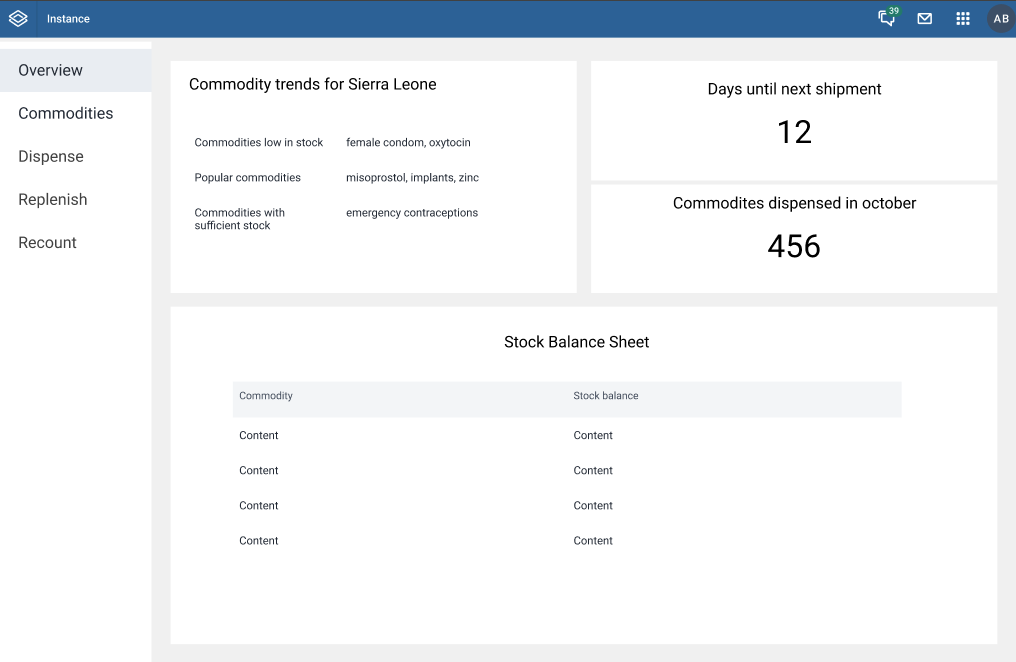 Instance
39
AB
Overview
Commodities
Dispense
Replenish
Recount
Commodity trends for Sierra Leone
Commodities low in stock female condom, oxytocin
Popular commodities misoprostol, implants, zinc
Commodities with emergency contraceptions
sufficient stock
Days until next shipment
12
Commodites dispensed in october
456
Stock Balance Sheet
Commodity Stock balance
Content Content
Content Content
Content Content
Content Content